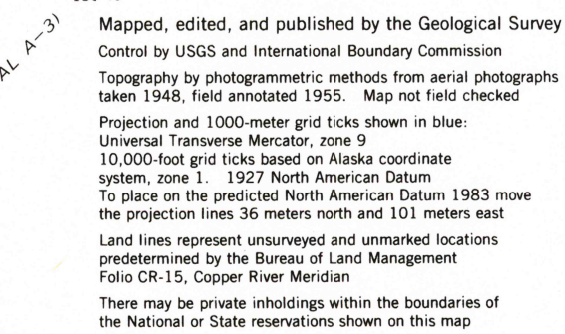 AL A-3)
Mapped, edited, and published by the Geological Survey
Control by USGS and International Boundary Commission
Topography by photogrammetric methods from aerial photographs
taken 1948, field annotated 1955. Map not field checked
Projection and 1000-meter grid ticks shown in blue:
Universal Transverse Mercator, zone 9
10,000-foot grid ticks based on Alaska coordinate
system, zone 1. 1927 North American Datum
To place on the predicted North American Datum 1983 move
the projection lines 36 meters north and 101 meters east
Land lines represent unsurveyed and unmarked locations
predetermined by the Bureau of Land Management
Folio CR-15, Copper River Meridian
There may be private inholdings within the boundaries of
the National or State reservations shown on this map